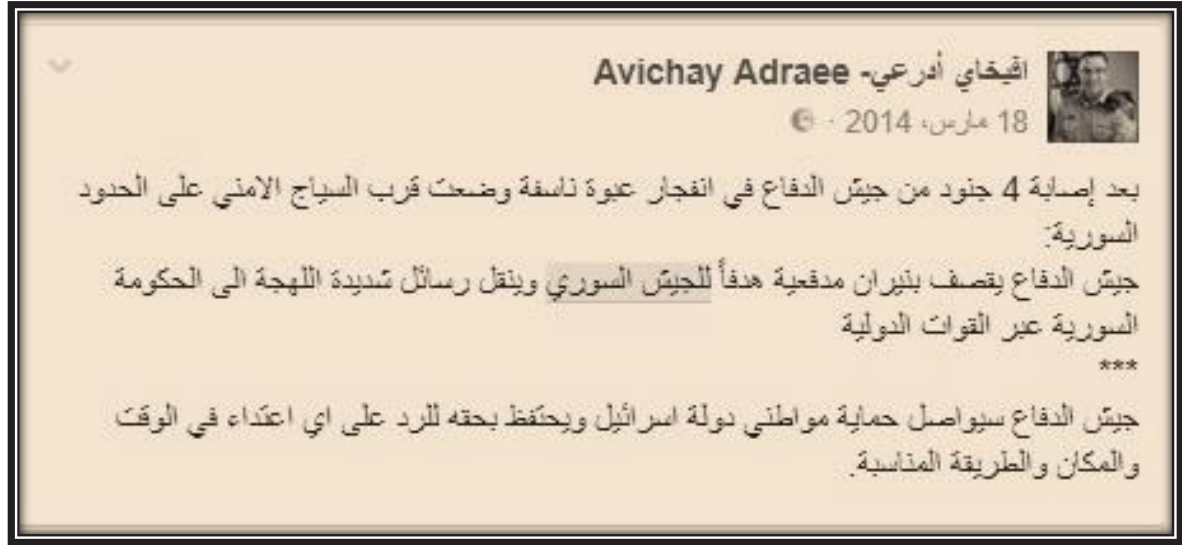 افيخاي أدرعي- Avichay Adraee
18 مارس، 2014 ·
بعد إصابة 4 جنود من جيش الدفاع في انفجار عبوة ناسفة وضعت قرب السياج الامني على الحدود
السورية:
جيش الدفاع يقصف بنيران مدفعية هدفاً للجيش السوري وينقل رسائل شديدة اللهجة الى الحكومة
السورية عبر القوات الدولية
***
جيش الدفاع سيواصل حماية مواطني دولة اسرائيل ويحتفظ بحقه للرد على اي اعتداء في الوقت
والمكان والطريقة المناسبة.